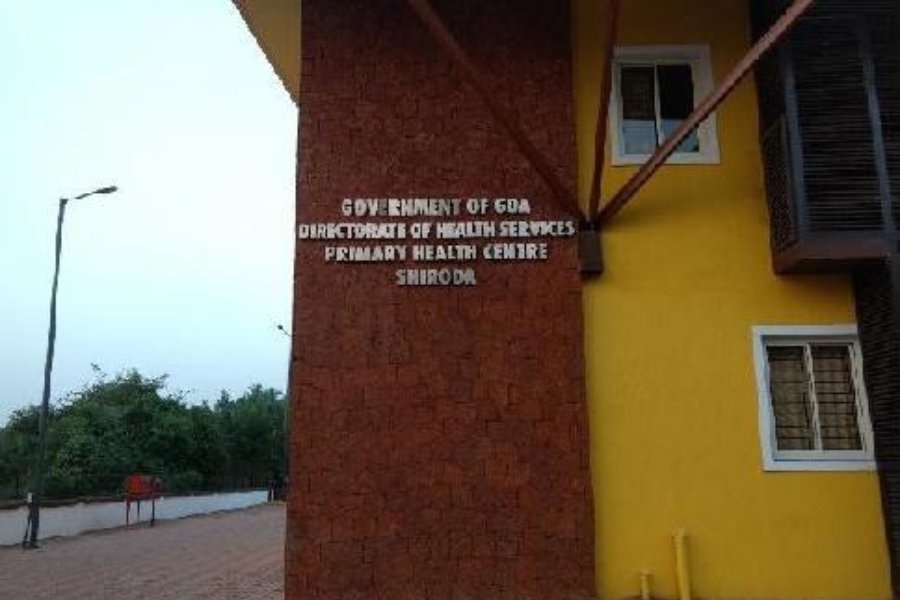 GOVERNMENT OF GOA
DIRECTORATE OF HEALTH SERVICES
PRIMARY HEALTH CENTRE
SHIRODA